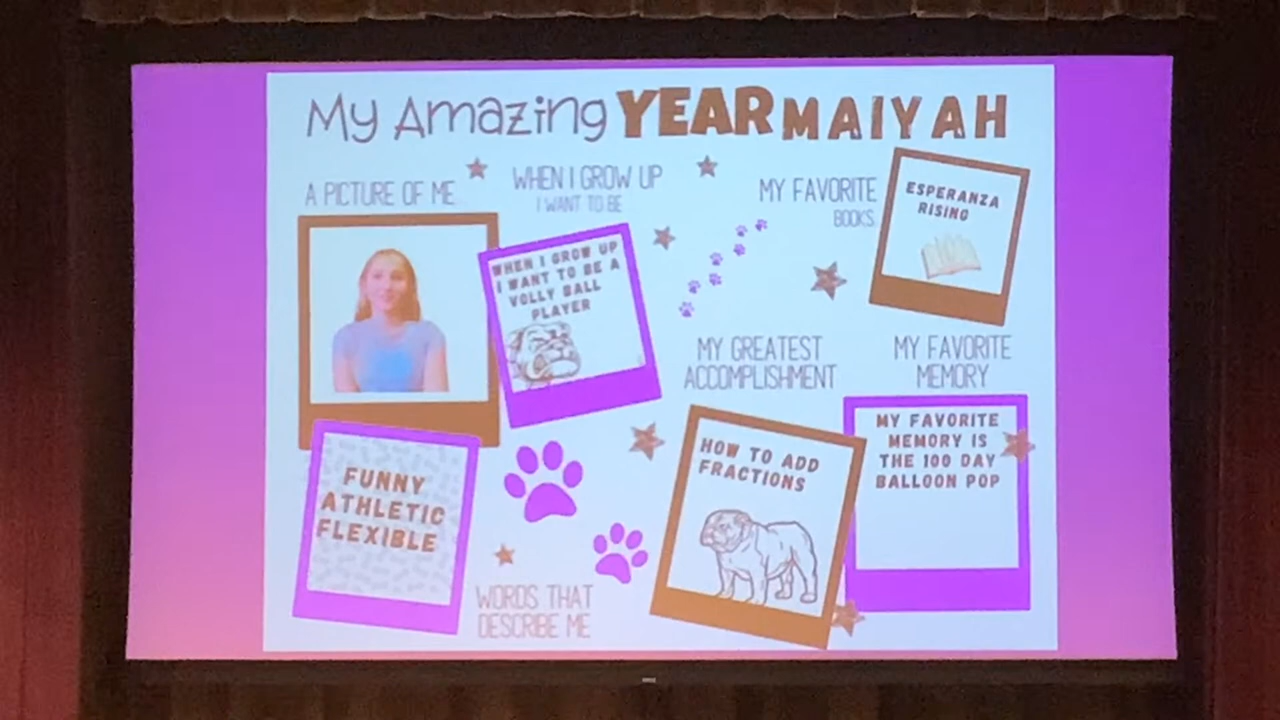 My Amazing YEAR MAIYAH
A PICTURE OF ME
WHEN I GROW UP
I WANT TO BE
MY FAVORITE
BOOKS
ESPERANZA
RISING
WHEN I GROW UP
I WANT TO BE A
VOLLY BALL
PLAYER
MY GREATEST
ACCOMPLISHMENT
MY FAVORITE
MEMORY
HOW TO ADD
FRACTIONS
MY FAVORITE
MEMORY IS
THE 100 DAY
BALLOON POP
FUNNY
ATHLETIC
FLEXIBLE
WORDS THAT
DESCRIBE ME